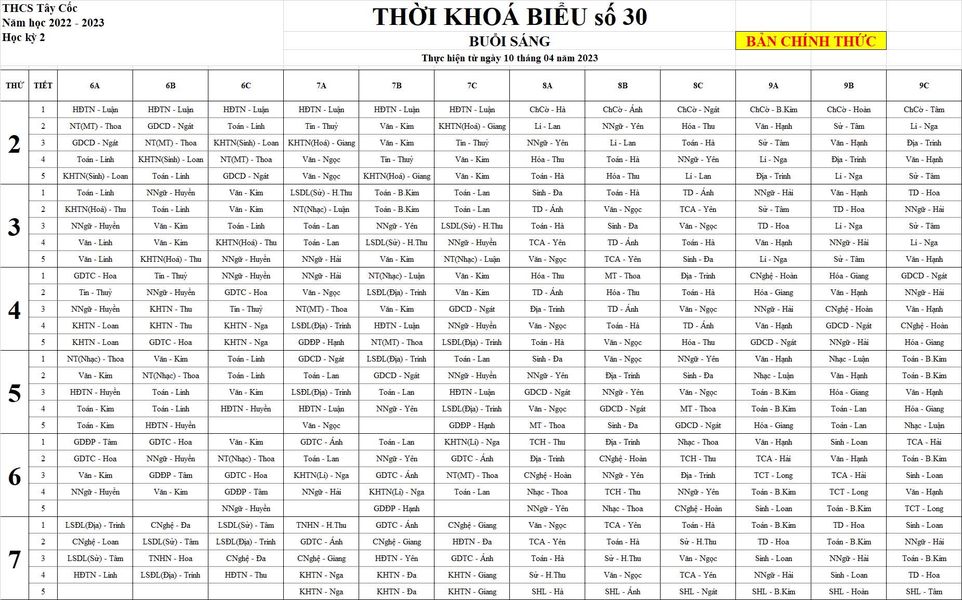 THCS Tây Cốc
Năm học 2022 - 2023
Học kỳ 2
THỜI KHOÁ BIỂU số 30
BUỔI SÁNG
BẢN CHÍNH THỨC
Thực hiện từ ngày 10 tháng 04 năm 2023
THỨ TIẾT 6A 6B 6C 7A 7B 7C 8A 8B 8C 9A 9B 9C
2
1 HĐTN - Luận HĐTN - Luận HĐTN - Luận HĐTN - Luận HĐTN - Luận HĐTN - Luận ChCờ - Hà ChCờ - Ánh ChCờ - Ngát ChCờ - B.Kim ChCờ - Hoàn ChCờ - Tâm
2 NT(MT) - Thoa GDCD - Ngát Toán - Linh Tin - Thuỷ Văn - Kim KHTN(Hoá) - Giang Lí - Lan NNgữ - Yên Hóa - Thu Văn - Hạnh Sử - Tâm Lí - Nga
3 GDCD - Ngát NT(MT) - Thoa KHTN(Sinh) - Loan KHTN(Hoá) - Giang Văn - Kim Tin - Thuỷ NNgữ - Yên Lí - Lan Toán - Hà Sử - Tâm Văn - Hạnh Địa - Trinh
4 Toán - Linh KHTN(Sinh) - Loan NT(MT) - Thoa Văn - Ngọc Tin - Thuỷ Văn - Kim Hóa - Thu Toán - Hà NNgữ - Yên Lí - Nga Địa - Trinh Văn - Hạnh
5 KHTN(Sinh) - Loan Toán - Linh GDCD - Ngát Văn - Ngọc KHTN(Hoá) - Giang Văn - Kim Toán - Hà Hóa - Thu Lí - Lan Địa - Trinh Lí - Nga Sử - Tâm
3
1 Toán - Linh NNgữ - Huyền Văn - Kim LSĐL(Sử) - H.Thu Toán - B.Kim Toán - Lan Sinh - Đa Toán - Hà TD - Ánh NNgữ - Hải Văn - Hạnh TD - Hoa
2 KHTN(Hoá) - Thu Toán - Linh Văn - Kim NT(Nhạc) - Luận Toán - B.Kim Toán - Lan TD - Ánh Văn - Ngọc TCA - Yên Sử - Tâm TD - Hoa NNgữ - Hải
3 NNgữ - Huyền Văn - Kim Toán - Linh Toán - Lan NNgữ - Yên LSĐL(Sử) - H.Thu Toán - Hà Sinh - Đa Văn - Ngọc TD - Hoa Lí - Nga Sử - Tâm
4 Văn - Linh Văn - Kim KHTN(Hoá) - Thu Toán - Lan LSĐL(Sử) - H.Thu NNgữ - Huyền TCA - Yên TD - Ánh Toán - Hà Văn - Hạnh NNgữ - Hải Lí - Nga
5 Văn - Linh KHTN(Hoá) - Thu NNgữ - Huyền NNgữ - Hải Văn - Kim NT(Nhạc) - Luận Văn - Ngọc TCA - Yên Sinh - Đa Lí - Nga Sử - Tâm Văn - Hạnh
4
1 GDTC - Hoa Tin - Thuỷ NNgữ - Huyền NNgữ - Hải NT(Nhạc) - Luận Văn - Kim Hóa - Thu MT - Thoa Địa - Trinh CNghệ - Hoàn Hóa - Giang GDCD - Ngát
2 Tin - Thuỷ NNgữ - Huyền GDTC - Hoa Văn - Ngọc LSĐL(Địa) - Trinh Văn - Kim TD - Ánh Hóa - Thu Toán - Hà Hóa - Giang Văn - Hạnh NNgữ - Hải
3 NNgữ - Huyền KHTN - Thu Tin - Thuỷ NT(MT) - Thoa Văn - Kim GDCD - Ngát Địa - Trinh Toán - Hà TD - Ánh NNgữ - Hải CNghệ - Hoàn Văn - Hạnh
4 KHTN - Loan KHTN - Thu KHTN - Nga LSĐL(Địa) - Trinh HĐTN - Luận NNgữ - Huyền Văn - Ngọc Toán - Hà TD - Ánh Văn - Hạnh GDCD - Ngát CNghệ - Hoàn
5 KHTN - Loan GDTC - Hoa KHTN - Nga GDĐP - Hạnh NT(MT) - Thoa LSĐL(Địa) - Trinh Toán - Hà Văn - Ngọc Hóa - Thu GDCD - Ngát NNgữ - Hải Hóa - Giang
5
1 NT(Nhạc) - Thoa Văn - Kim Toán - Linh GDCD - Ngát LSĐL(Địa) - Trinh Toán - Lan Sinh - Đa Văn - Ngọc NNgữ - Yên Văn - Hạnh Nhạc - Luận Toán - B.Kim
2 Văn - Kim NT(Nhạc) - Thoa Toán - Linh Toán - Lan GDCD - Ngát NNgữ - Huyền NNgữ - Yên Địa - Trinh Sinh - Đa Nhạc - Luận Văn - Hạnh Toán - B.Kim
3 HĐTN - Huyền Toán - Linh Văn - Kim LSĐL(Địa) - Trinh Toán - Lan HĐTN - Luận GDCD - Ngát NNgữ - Yên Văn - Ngọc Toán - B.Kim Hóa - Giang Văn - Hạnh
4 Toán - Kim Toán - Linh HĐTN - Huyền HĐTN - Luận NNgữ - Yên LSĐL(Địa) - Trinh Văn - Ngọc GDCD - Ngát MT - Thoa Toán - B.Kim Toán - Lan Hóa - Giang
5 Toán - Kim HĐTN - Huyền Văn - Ngọc GDĐP - Hạnh MT - Thoa Sinh - Đa GDCD - Ngát Hóa - Giang Toán - Lan Nhạc - Luận
6
1 GDĐP - Tâm GDTC - Hoa Văn - Kim GDTC - Ánh Toán - Lan KHTN(Lí) - Nga TCH - Thu Địa - Trinh Nhạc - Thoa Văn - Hạnh Sinh - Loan TCA - Hải
2 GDTC - Hoa NNgữ - Huyền NT(Nhạc) - Thoa Toán - Lan NNgữ - Yên GDTC - Ánh Địa - Trinh CNghệ - Hoàn TCH - Thu TCA - Hải Văn - Hạnh Toán - B.Kim
3 Văn - Kim GDĐP - Tâm GDTC - Hoa KHTN(Lí) - Nga GDTC - Ánh NT(MT) - Thoa CNghệ - Hoàn NNgữ - Yên Địa - Trinh TCT - Long TCA - Hải Sinh - Loan
4 NNgữ - Huyền Văn - Kim GDĐP - Tâm NNgữ - Hải KHTN(Lí) - Nga Toán - Lan Nhạc - Thoa TCH - Thu NNgữ - Yên Toán - B.Kim TCT - Long Văn - Hạnh
5 NNgữ - Huyền GDĐP - Hạnh NNgữ - Yên Nhạc - Thoa CNghệ - Hoàn Sinh - Loan Toán - B.Kim TCT - Long
7
1 LSĐL(Địa) - Trinh CNghệ - Đa LSĐL(Sử) - Tâm TNHN - H.Thu GDTC - Ánh CNghệ - Giang Văn - Ngọc TCA - Yên Toán - Hà Toán - B.Kim TD - Hoa Sinh - Loan
2 CNghệ - Loan LSĐL(Sử) - Tâm LSĐL(Địa) - Trinh GDTC - Ánh CNghệ - Giang HĐTN - Đa TCA - Yên Toán - Hà Sử - H.Thu TD - Hoa Toán - B.Kim NNgữ - Hải
3 LSĐL(Sử) - Tâm TNHN - Hoa CNghệ - Đa CNghệ - Giang HĐTN - Yên GDTC - Ánh Toán - Hà Sử - H.Thu Văn - Ngọc Sinh - Loan NNgữ - Hải Toán - B.Kim
4 HĐTN - Linh LSĐL(Địa) - Trinh HĐTN - Thu KHTN - Nga KHTN - Đa KHTN - Giang Sử - H.Thu Văn - Ngọc TCA - Yên NNgữ - Hải Sinh - Loan TD - Hoa
5 KHTN - Nga KHTN - Đa KHTN - Giang SHL - Hà SHL - Ánh SHL - Ngát SHL - B.Kim SHL - Hoàn SHL - Tâm